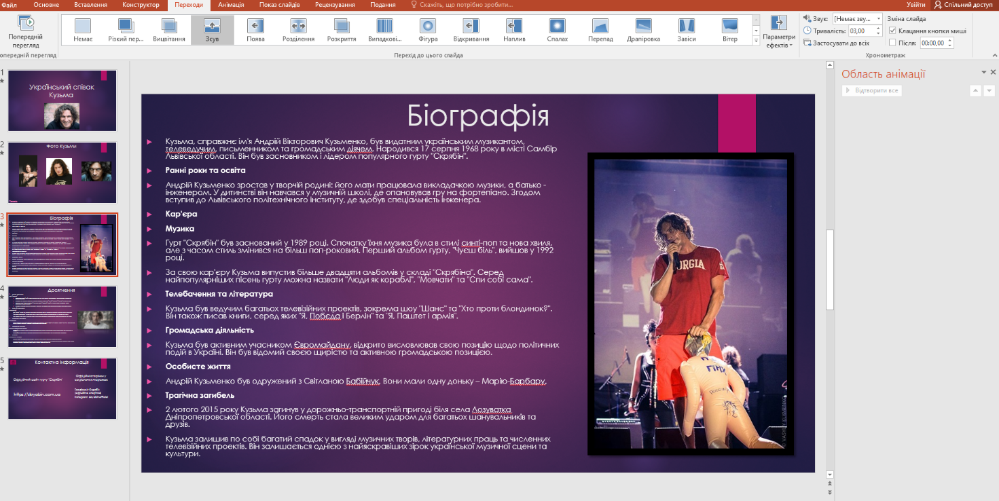 Файл Основне Вставлення Конструктор Переходи Анімація Показ слайдів Рецензування Подання Скажіть, що потрібно зробити... Увійти Спільний доступ
Попередній перегляд
Немає Різкий пер... Вицвітання Зсув Поява Розділення Розкриття Випадкові... Фігура Відкривання Наплив Спалах Перепад Драпіровка Завіси Вітер
Параметри ефектів
Звук: [Немає зву... Зміна слайда
Тривалість: 03,00 Клацання кнопки миші
Застосувати до всіх Після: 00:00,00
опередній перегляд Перехід до цього слайда Хронометраж
1
Український співак
Кузьма
2
Фото Кузьми
3
Біографія
4
Досягнення
5
Контактна інформація
Офіційний сайт гурту "Скрябін"
https://skryabin.com.ua
Біографія
Кузьма, справжнє ім'я Андрій Вікторович Кузьменко, був видатним українським музикантом,
телеведучим, письменником та громадським діячем. Народився 17 серпня 1968 року в місті Самбір
Львівської області. Він був засновником і лідером популярного гурту "Скрябін".
Ранні роки та освіта
Андрій Кузьменко зростав у творчій родині: його мати працювала викладачкою музики, а батько -
інженером. У дитинстві він навчався у музичній школі, де опановував гру на фортепіано. Згодом
вступив до Львівського політехнічного інституту, де здобув спеціальність інженера.
Кар'єра
Музика
Гурт "Скрябін" був заснований у 1989 році. Спочатку їхня музика була в стилі синті-поп та нова хвиля,
але з часом стиль змінився на більш поп-роковий. Перший альбом гурту, "Чуєш біль", вийшов у 1992
році.
За свою кар'єру Кузьма випустив більше двадцяти альбомів у складі "Скрябіна". Серед
найпопулярніших пісень гурту можна назвати "Люди як кораблі", "Мовчати" та "Спи собі сама".
Телебачення та література
Кузьма був ведучим багатьох телевізійних проектів, зокрема шоу "Шанс" та "Хто проти блондинок?".
Він також писав книги, серед яких "Я, Побєда і Берлін" та "Я, Паштет і армія".
Громадська діяльність
Кузьма був активним учасником Євромайдану, відкрито висловлював свою позицію щодо політичних
подій в Україні. Він був відомий своєю щирістю та активною громадською позицією.
Особисте життя
Андрій Кузьменко був одружений з Світланою Бабійчук. Вони мали одну доньку – Марію-Барбару.
Трагічна загибель
2 лютого 2015 року Кузьма загинув у дорожньо-транспортній пригоді біля села Лозуватка
Дніпропетровської області. Його смерть стала великим ударом для багатьох шанувальників та
друзів.
Кузьма залишив по собі багатий спадок у вигляді музичних творів, літературних праць та численних
телевізійних проектів. Він залишається однією з найяскравіших зірок української музичної сцени та
культури.
© VASYLY KLYMENKO
Область анімації
Відтворити все